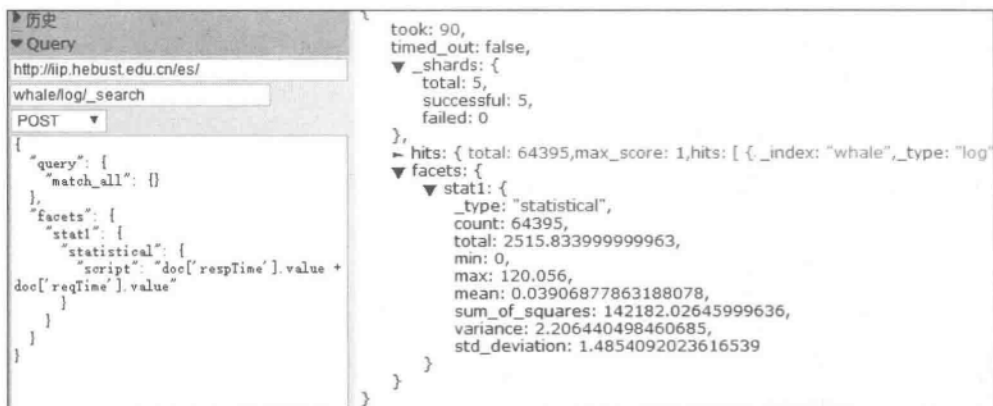 历史
Query
http://iip.hebust.edu.cn/es/
whale/log/_search
POST
{
"query": {
"match_all": {}
},
"facets": {
"stat1": {
"statistical": {
"script": "doc['respTime'].value +
doc['reqTime'].value"
}
}
}
}
{
took: 90,
timed_out: false,
_shards: {
total: 5,
successful: 5,
failed: 0
},
hits: { total: 64395,max_score: 1,hits: [ {. _index: "whale",_type: "log"
facets: {
stat1: {
_type: "statistical",
count: 64395,
total: 2515.833999999963,
min: 0,
max: 120.056,
mean: 0.03906877863188078,
sum_of_squares: 142182.02645999636,
variance: 2.206440498460685,
std_deviation: 1.4854092023616539
}
}
}